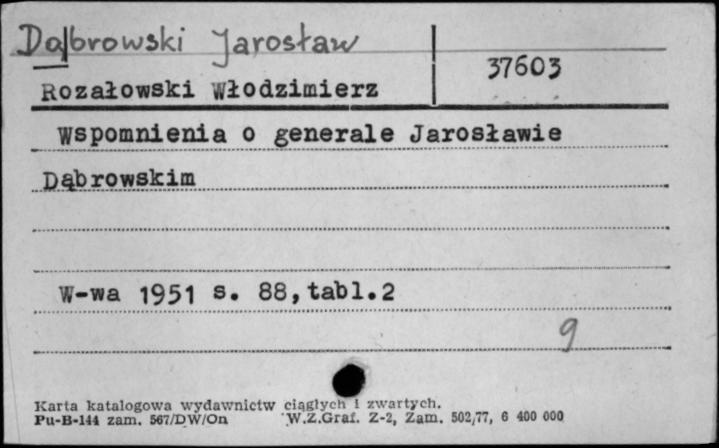 Dąbrowski Jarosław
37603
Rozałowski Włodzimierz
Wspomnienia o generale Jarosławie
Dąbrowskim
W-wa 1951 s. 88, tabl.2
9
Karta katalogowa wydawnictw ciągłych i zwartych.
Pu-B-144 zam. 567/DW/On W.Z.Graf. Z-2, Zam. 502/77, 6 400 000